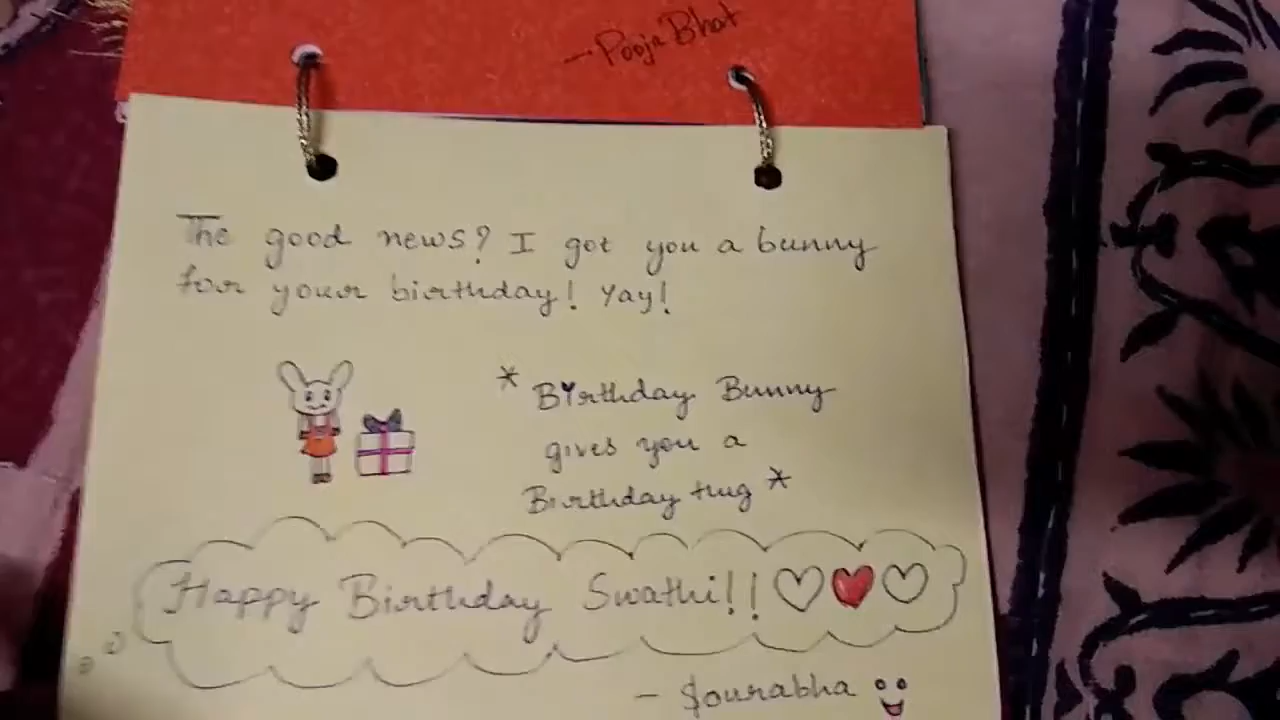 - Pooja Bhat
The good news? I got you a bunny
for your birthday! Yay!
* Birthday Bunny
gives you a
Birthday Hug *
Happy Birthday Swathi!!
- Sourabha